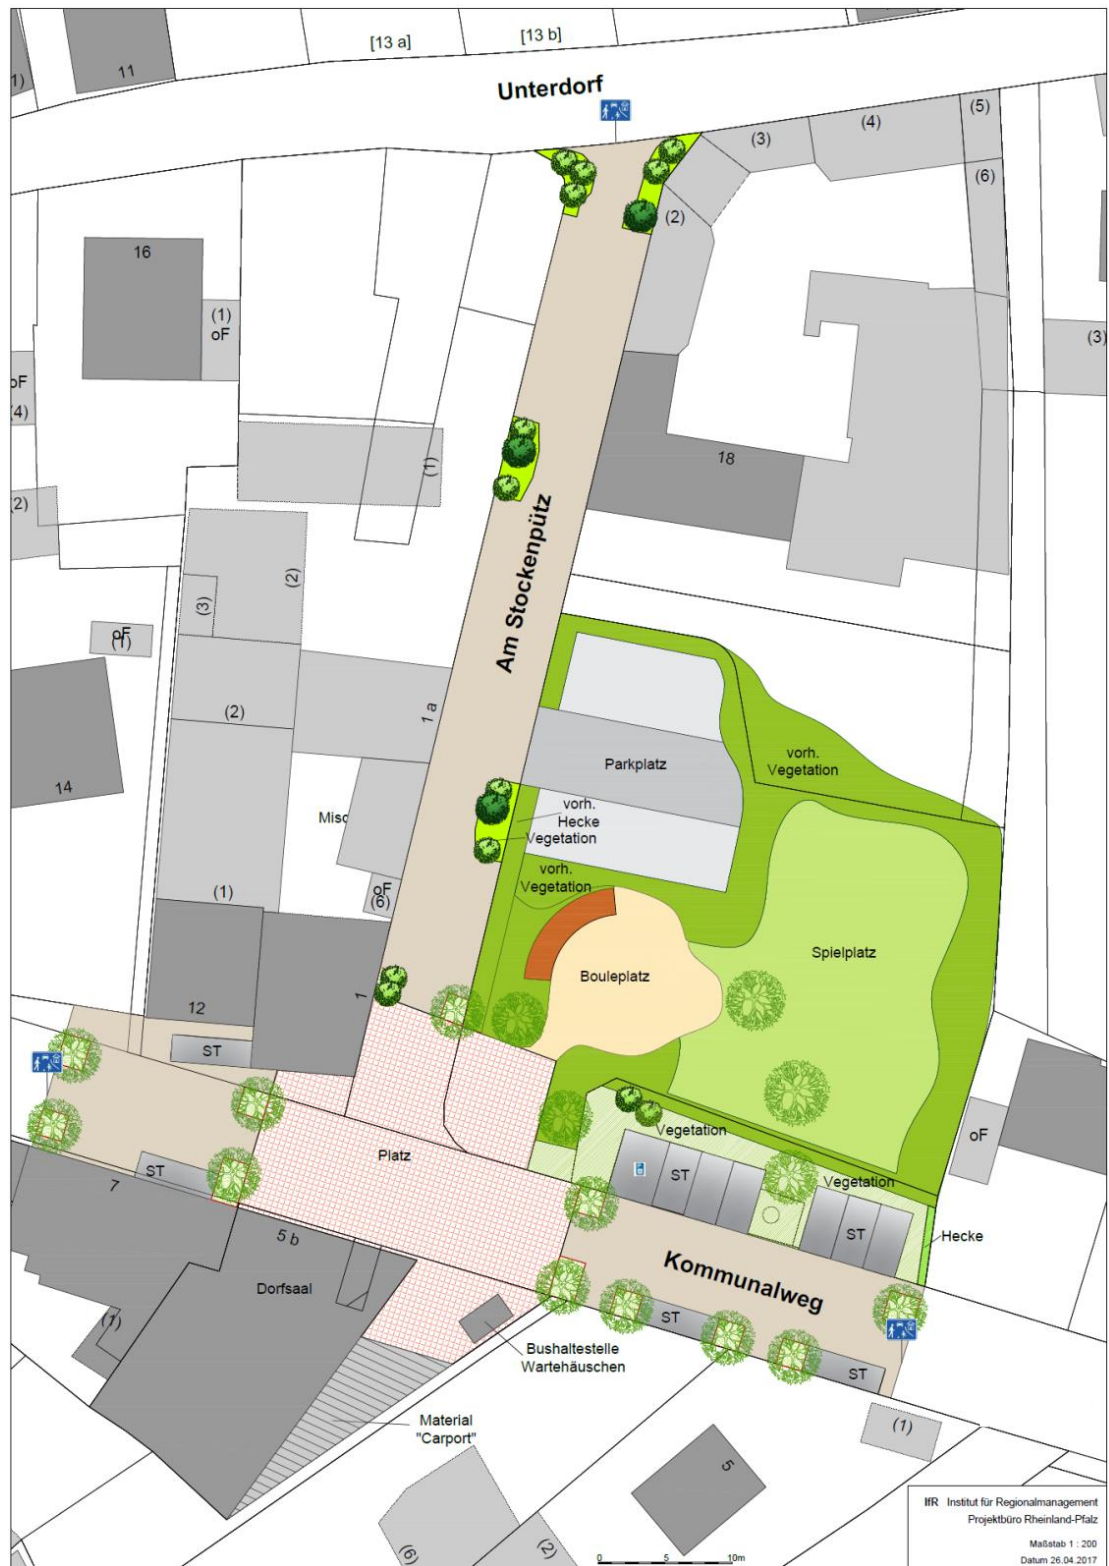 [13 a]
[13 b]
11
1)
Unterdorf
(5)
(4)
(3)
(6)
(2)
16
(1)
oF
(3)
oF
(4)
(1)
18
(2)
Am Stockenpütz
(2)
(3)
oF
(1)
(2)
1 a
14
Parkplatz
vorh.
Vegetation
Misc
vorh.
Hecke
Vegetation
vorh.
Vegetation
oF
(6)
(1)
Spielplatz
Bouleplatz
12
1
ST
oF
Vegetation
Platz
ST
ST
Vegetation
7
5 b
ST
Hecke
Dorfsaal
Kommunalweg
ST
(1)
Bushaltestelle
Wartehäuschen
ST
Material
"Carport"
(1)
5
(6)
(2)
0 5 10m
IfR Institut für Regionalmanagement
Projektbüro Rheinland-Pfalz
Maßstab 1 : 200
Datum 26.04.2017